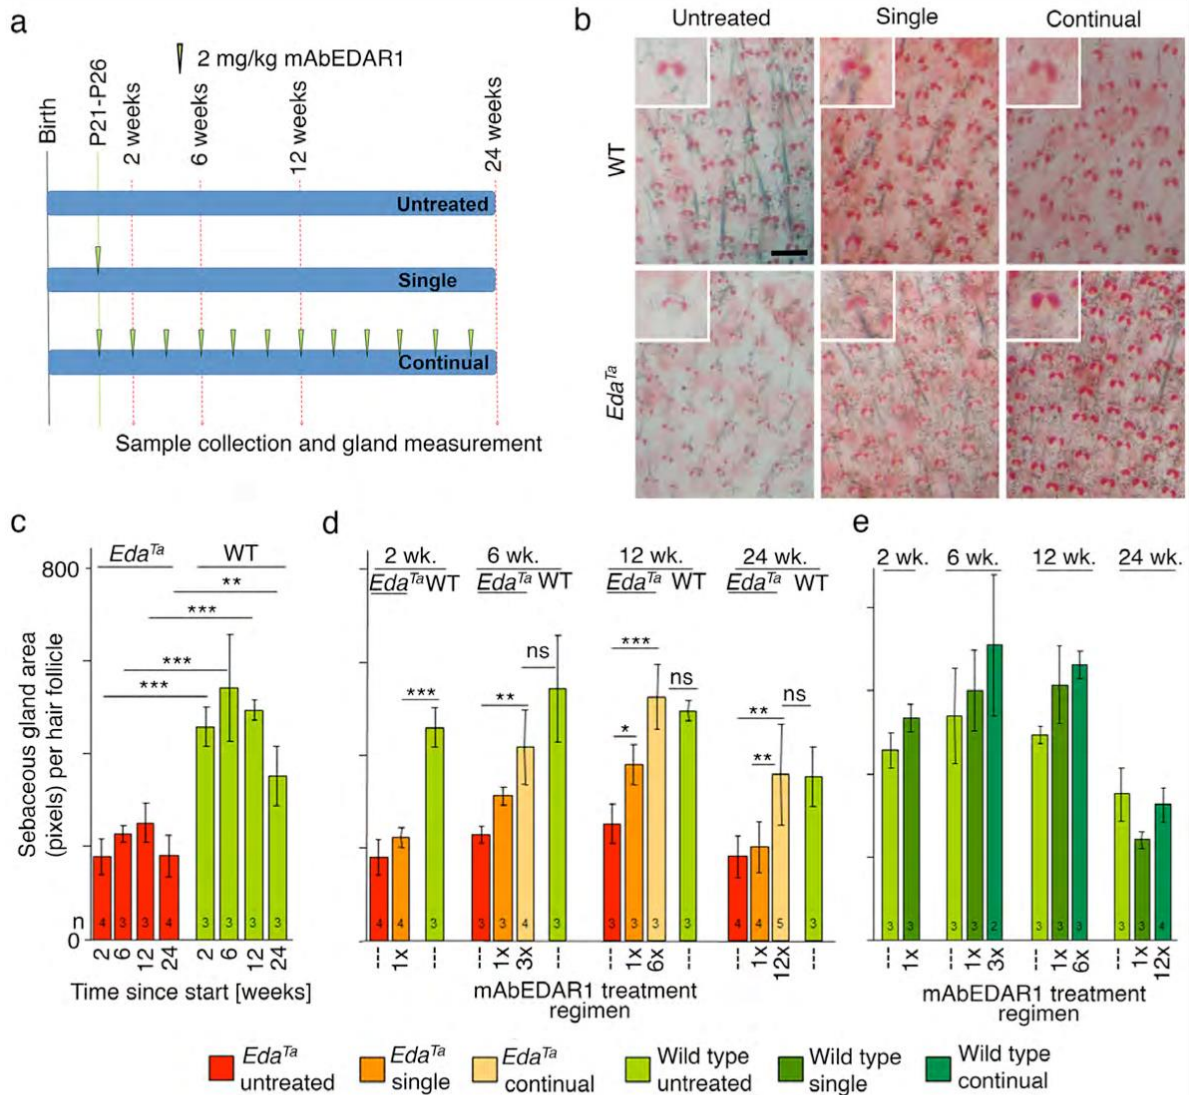 a
2 mg/kg mAbEDAR1
Birth
P21-P26
2 weeks
6 weeks
12 weeks
24 weeks
Untreated
Single
Continual
Sample collection and gland measurement
b
Untreated Single Continual
WT
EdaTa
c
EdaTa WT
800
**
***
***
***
Sebaceous gland area
(pixels) per hair follicle
n 4 3 3 4 3 3 3 3
0
2 6 12 24 2 6 12 24
Time since start [weeks]
d
2 wk. 6 wk. 12 wk. 24 wk.
EdaTa WT EdaTa WT EdaTa WT EdaTa WT
***
ns
**
***
ns
*
ns
**
**
4 4 3 3 3 4 3 3 3 3 3 4 4 5 3
--- 1x --- --- 1x 3x --- --- 1x 6x --- --- 1x 12x ---
mAbEDAR1 treatment
regimen
e
2 wk. 6 wk. 12 wk. 24 wk.
3 3 3 3 2 3 3 3 3 3 4
--- 1x --- 1x 3x --- 1x 6x --- 1x 12x
mAbEDAR1 treatment
regimen
EdaTa
untreated
EdaTa
single
EdaTa
continual
Wild type
untreated
Wild type
single
Wild type
continual